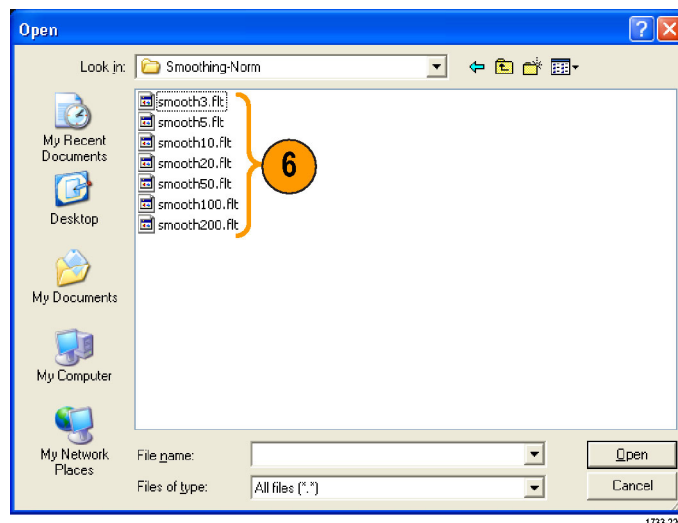 Open
Look in:
Smoothing-Norm
My Recent
Documents
Desktop
My Documents
My Computer
My Network
Places
smooth3.flt
smooth5.flt
smooth10.flt
smooth20.flt
smooth50.flt
smooth100.flt
smooth200.flt
6
File name:
Open
Files of type:
All files (*.*)
Cancel